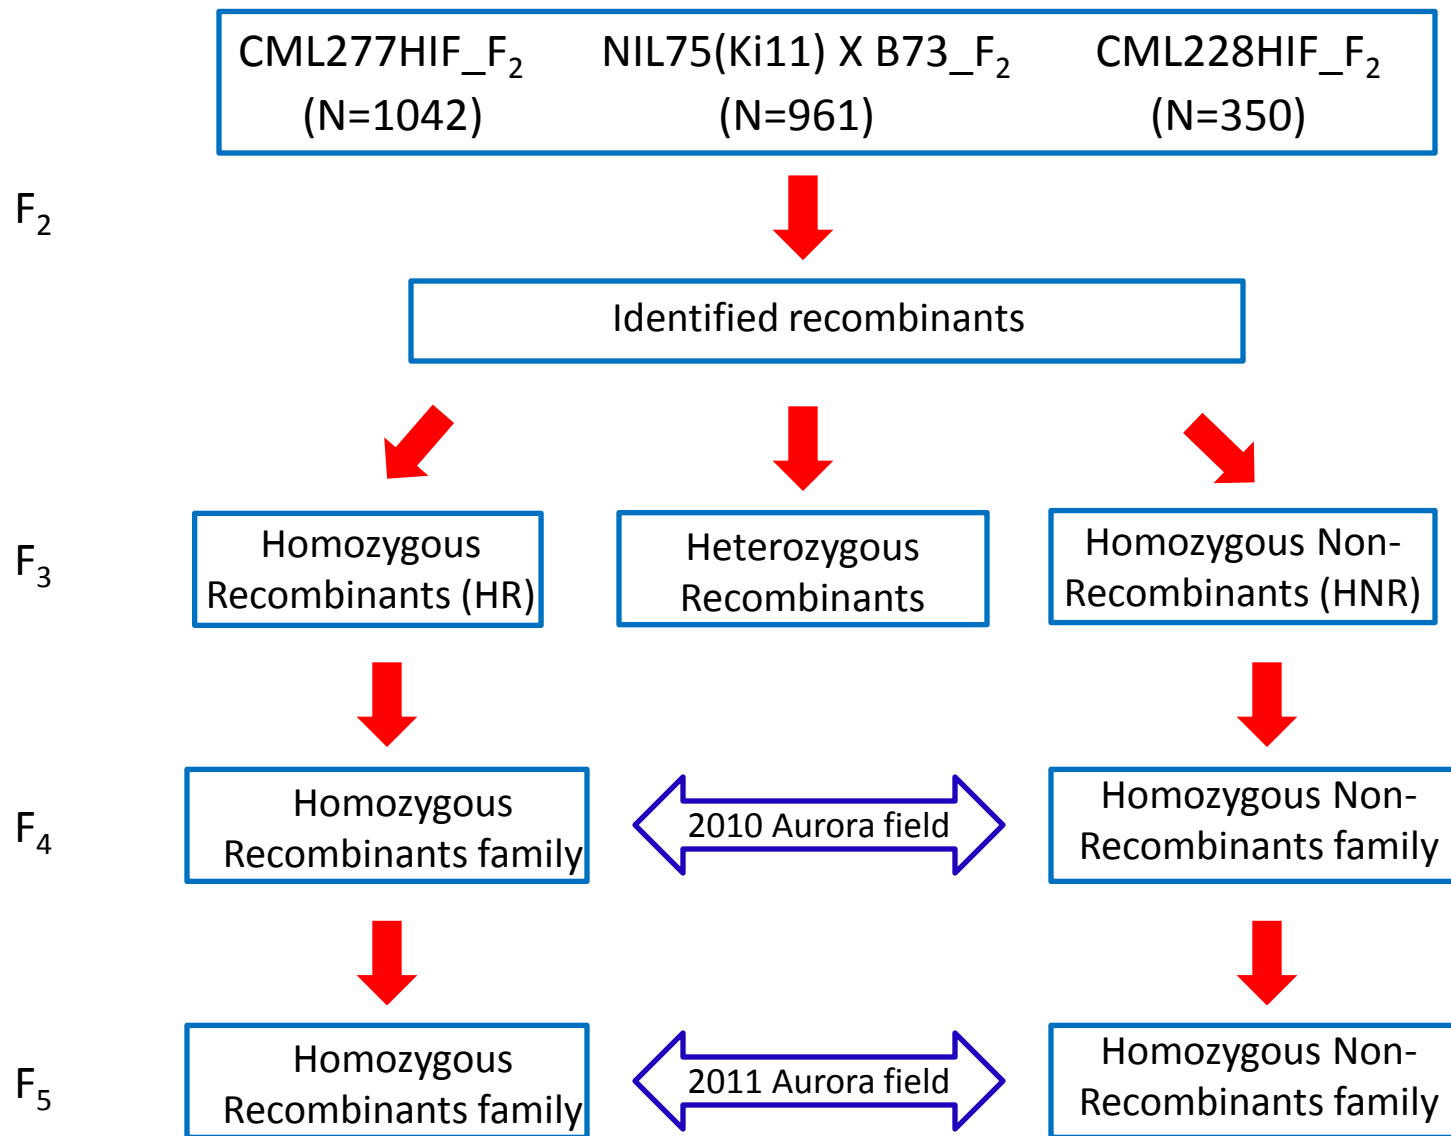 CML277HIF_F2
(N=1042)
NIL75(Ki11) X B73_F2
(N=961)
CML228HIF_F2
(N=350)
F2
Identified recombinants
F3
Homozygous
Recombinants (HR)
Heterozygous
Recombinants
Homozygous Non-
Recombinants (HNR)
F4
Homozygous
Recombinants family
2010 Aurora field
Homozygous Non-
Recombinants family
F5
Homozygous
Recombinants family
2011 Aurora field
Homozygous Non-
Recombinants family